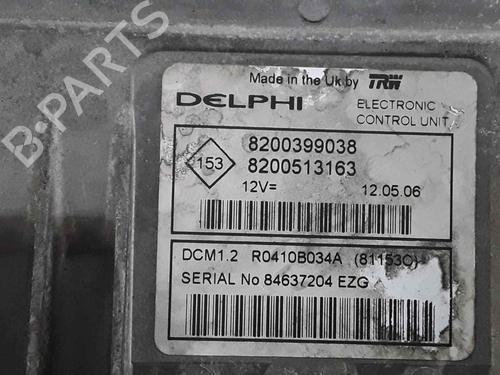 B-PARTS
Made in the Uk by TRW
DELPHI
ELECTRONIC
CONTROL UNIT
8200399038
153
8200513163
12V= 12.05.06
DCM1.2 R0410B034A (81153C)
SERIAL No 84637204 EZG